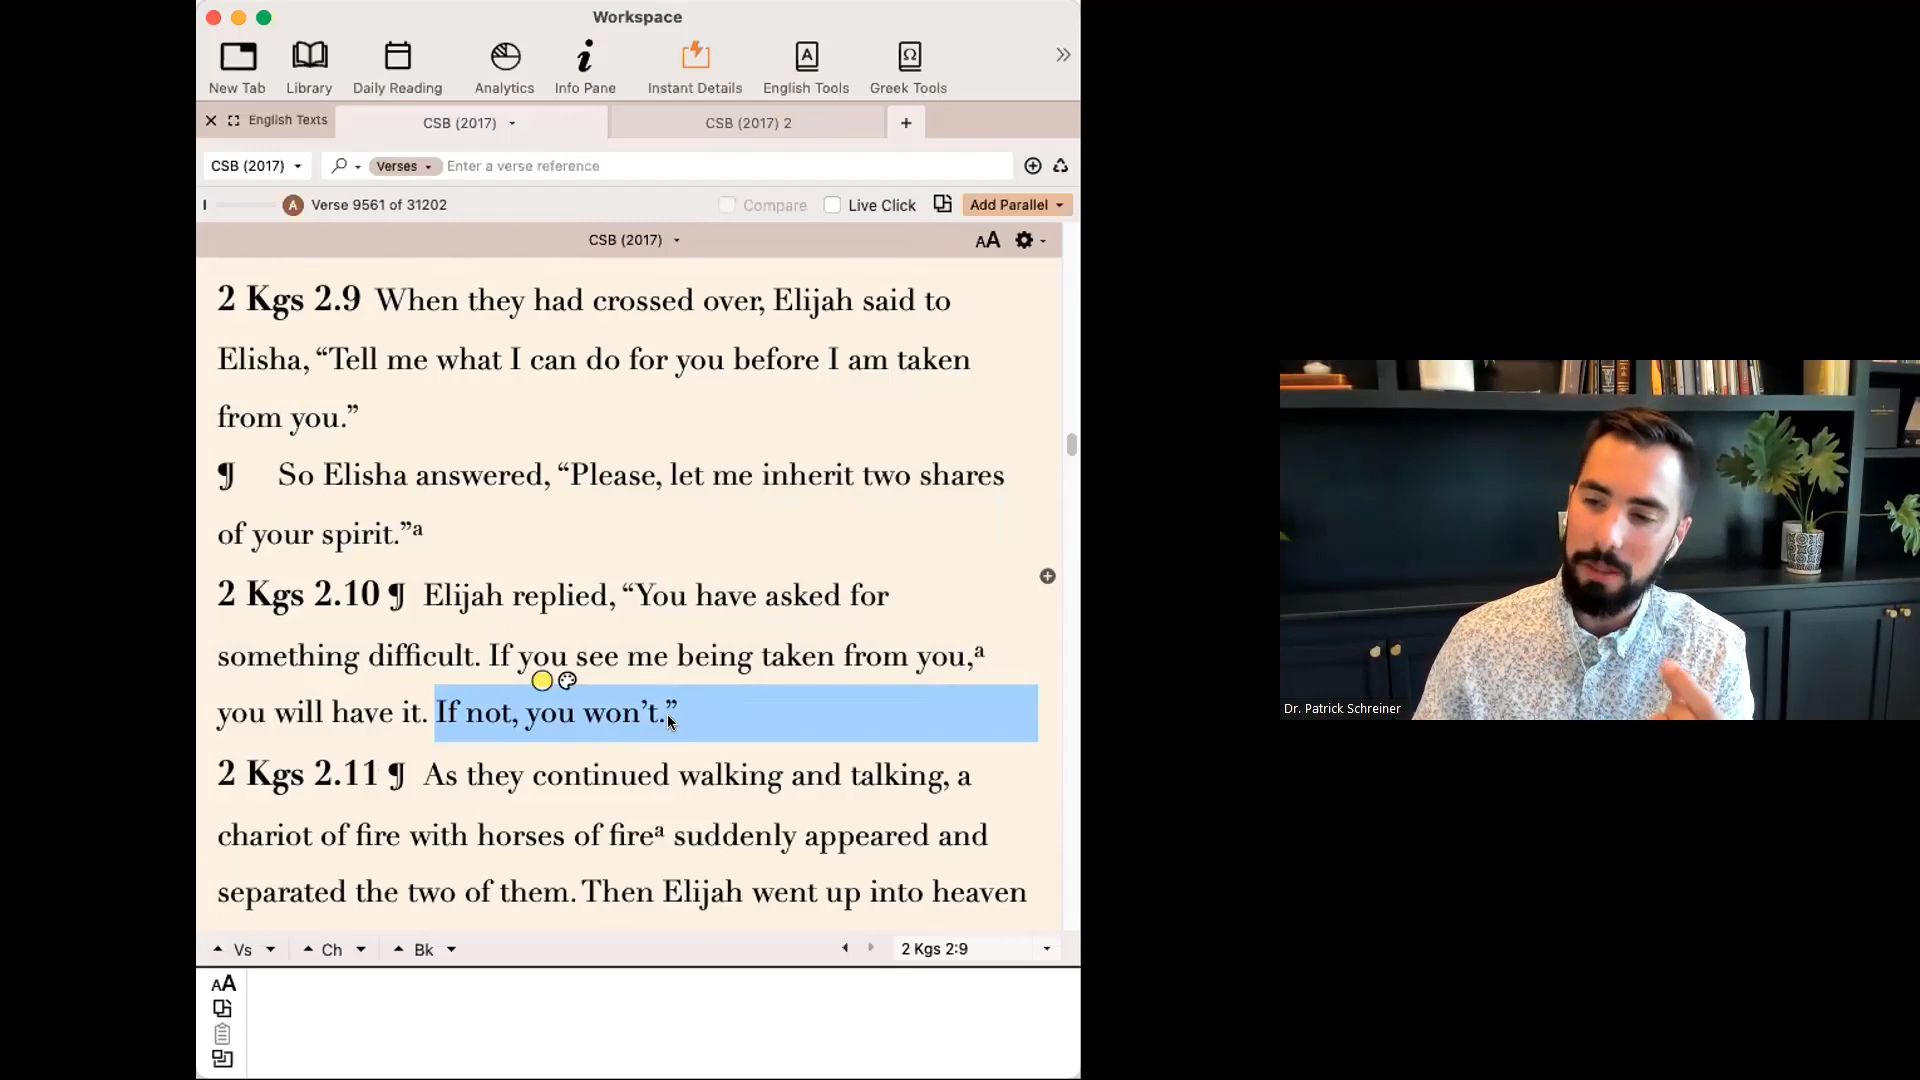 Workspace
New Tab
Library
Daily Reading
Analytics
Info Pane
Instant Details
English Tools
Greek Tools
English Texts
CSB (2017)
CSB (2017) 2
CSB (2017)
Verses
Enter a verse reference
A
Verse 9561 of 31202
Compare
Live Click
Add Parallel
CSB (2017)
AA
2 Kgs 2.9 When they had crossed over, Elijah said to
Elisha, “Tell me what I can do for you before I am taken
from you.”
¶ So Elisha answered, “Please, let me inherit two shares
of your spirit.”a
2 Kgs 2.10 ¶ Elijah replied, “You have asked for
something difficult. If you see me being taken from you,a
you will have it. If not, you won’t.”
2 Kgs 2.11 ¶ As they continued walking and talking, a
chariot of fire with horses of firea suddenly appeared and
separated the two of them. Then Elijah went up into heaven
Vs
Ch
Bk
2 Kgs 2:9
AA
Dr. Patrick Schreiner